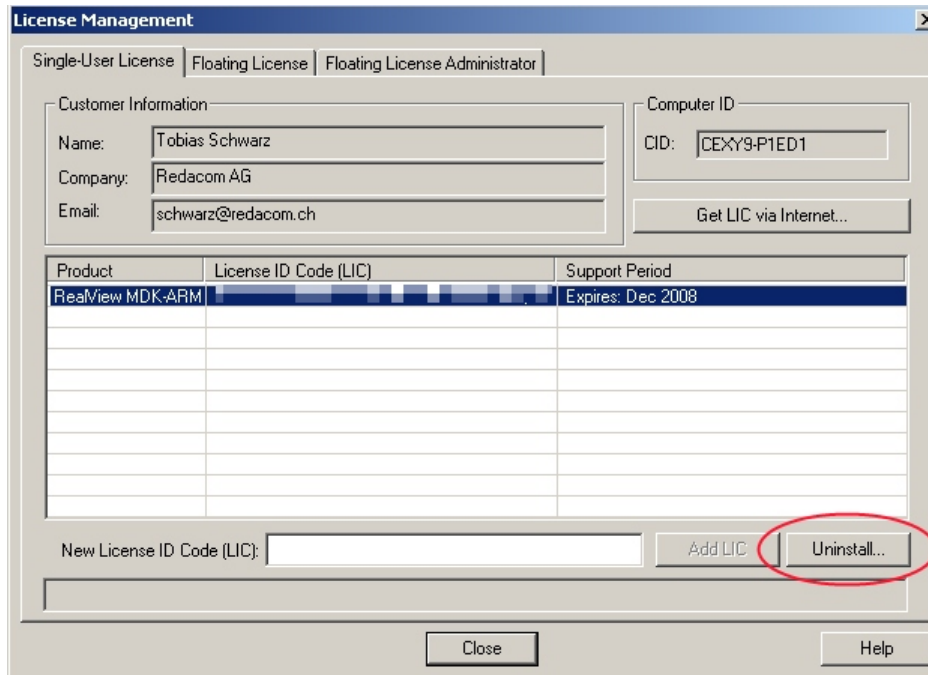 License Management
Single-User License Floating License Floating License Administrator
Customer Information
Name: Tobias Schwarz
Company: Redacom AG
Email: schwarz@redacom.ch
Computer ID
CID: CEXY9-P1ED1
Get LIC via Internet...
Product License ID Code (LIC) Support Period
RealView MDK-ARM Expires: Dec 2008
New License ID Code (LIC): Add LIC Uninstall...
Close Help